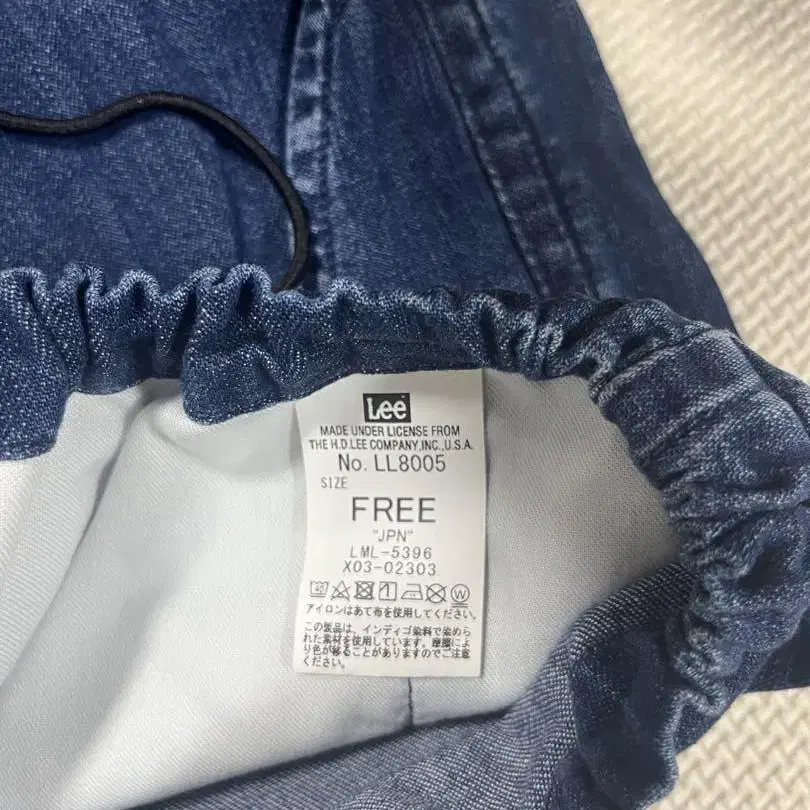 Lee
MADE UNDER LICENSE FROM
THE H.D.LEE COMPANY,INC.,U.S.A.
No. LL8005
SIZE
FREE
"JPN"
LML-5396
X03-02303
アイロンはあて布を使用してください。
この製品は、インディゴ染料で染めら
れた素材を使用しています。摩擦によ
り色が移ることがありますのでご注意
ください。